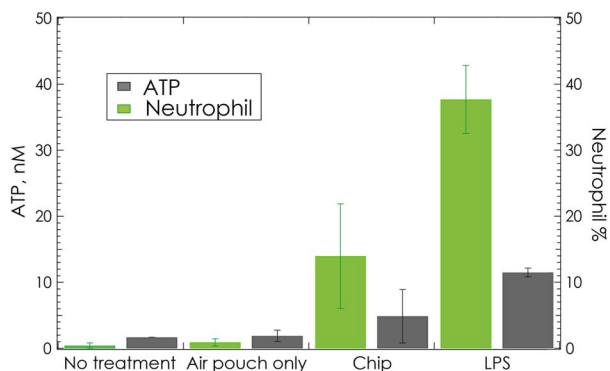 50
50
40
40
30
30
20
20
10
10
0
0
ATP, nM
Neutrophil %
ATP
Neutrophil
No treatment
Air pouch only
Chip
LPS